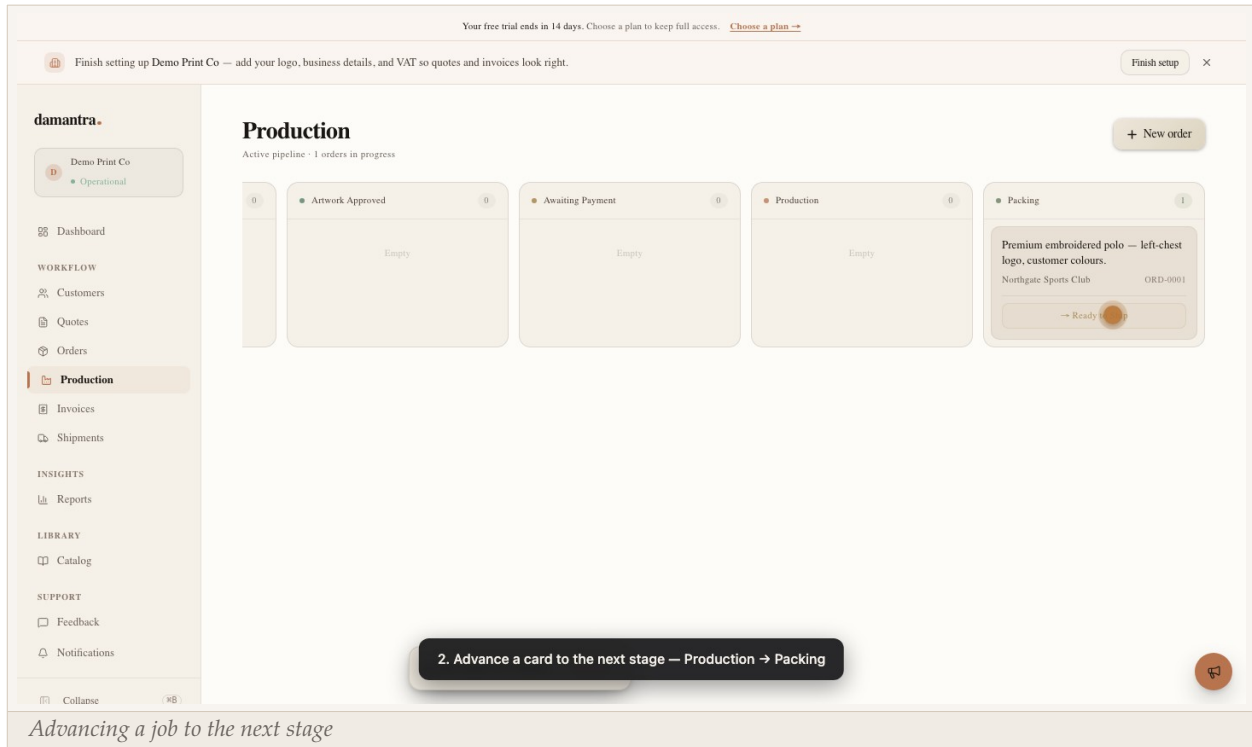 Your free trial ends in 14 days. Choose a plan to keep full access. Choose a plan →
Finish setting up Demo Print Co — add your logo, business details, and VAT so quotes and invoices look right.
Finish setup
damantra.
D
Demo Print Co
Operational
Dashboard
WORKFLOW
Customers
Quotes
Orders
Production
Invoices
Shipments
INSIGHTS
Reports
LIBRARY
Catalog
SUPPORT
Feedback
Notifications
Collapse ⌘B
Production
Active pipeline · 1 orders in progress
+ New order
0
Artwork Approved 0
Empty
Awaiting Payment 0
Empty
Production 0
Empty
Packing 1
Premium embroidered polo — left-chest
logo, customer colours.
Northgate Sports Club ORD-0001
→ Ready
2. Advance a card to the next stage — Production → Packing
Advancing a job to the next stage